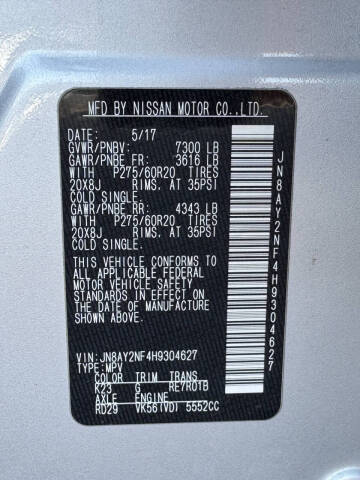 MFD BY NISSAN MOTOR CO.,LTD.
DATE: 5/17
GVWR/PNBV: 7300 LB
GAWR/PNBE FR: 3616 LB
WITH P275/60R20 TIRES
20X8J RIMS. AT 35PSI
COLD SINGLE.
GAWR/PNBE RR: 4343 LB
WITH P275/60R20 TIRES
20X8J RIMS. AT 35PSI
COLD SINGLE.
THIS VEHICLE CONFORMS TO
ALL APPLICABLE FEDERAL
MOTOR VEHICLE SAFETY
STANDARDS IN EFFECT ON
THE DATE OF MANUFACTURE
SHOWN ABOVE.
VIN: JN8AY2NF4H9304627
TYPE: MPV
COLOR TRIM TRANS
K23 G RE7R01B
AXLE ENGINE
RD29 VK56(VD) 5552CC
JN8AY2NF4H9304627